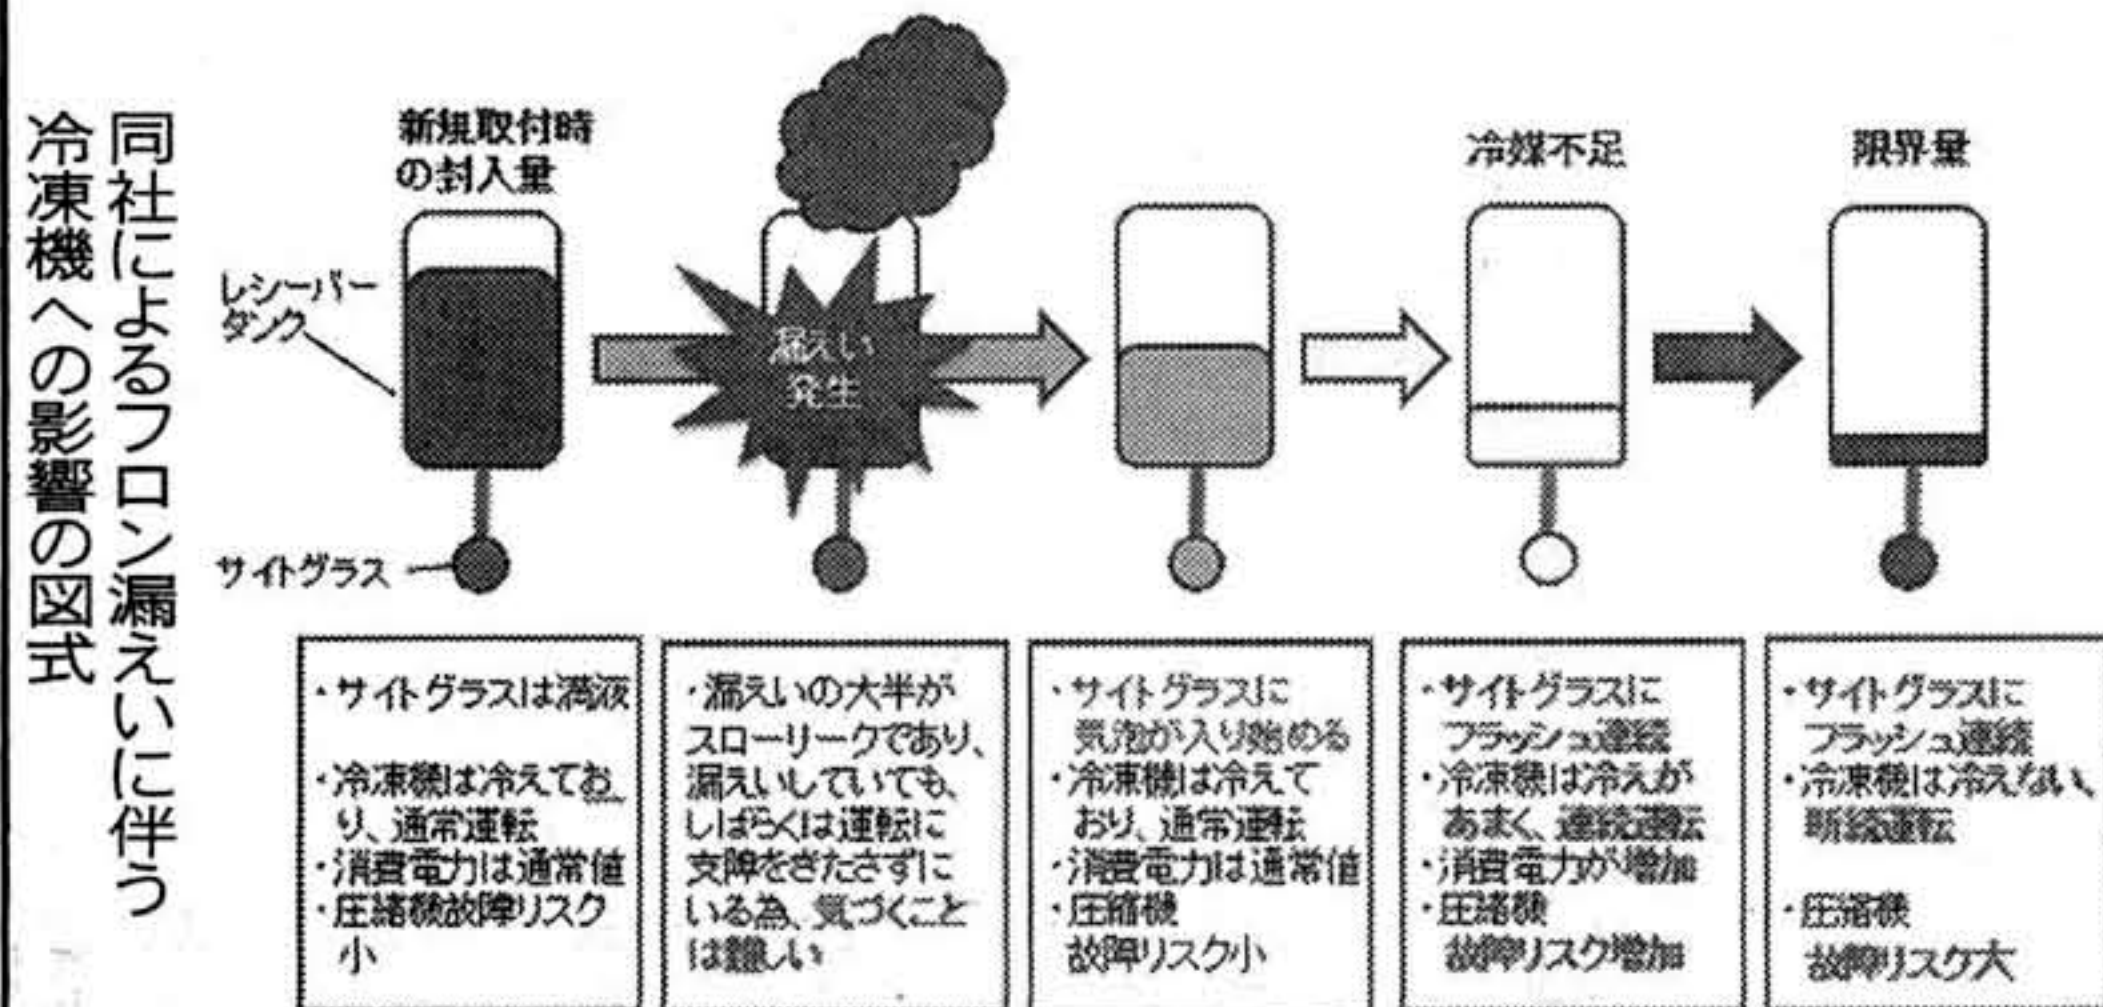 同社によるフロン漏えいに伴う
冷凍機への影響の図式
新規取付時
の封入量
冷媒不足
限界量
レシーバー
タンク
漏えい
発生
サイトグラス
・サイトグラスは満液
・冷凍機は冷えてお
り、通常運転
・消費電力は通常値
・圧縮機故障リスク
小
・漏えいの大半が
スローリークであり、
漏えいしていても、
しばらくは運転に
支障をきたさずに
いる為、気づくこと
は難しい
・サイトグラスに
気泡が入り始める
・冷凍機は冷えて
おり、通常運転
・消費電力は通常値
・圧縮機
故障リスク小
・サイトグラスに
フラッシュ連続
・冷凍機は冷えが
あまく、連続運転
・消費電力が増加
・圧縮機
故障リスク増加
・サイトグラスに
フラッシュ連続
・冷凍機は冷えない、
断続運転
・圧縮機
故障リスク大